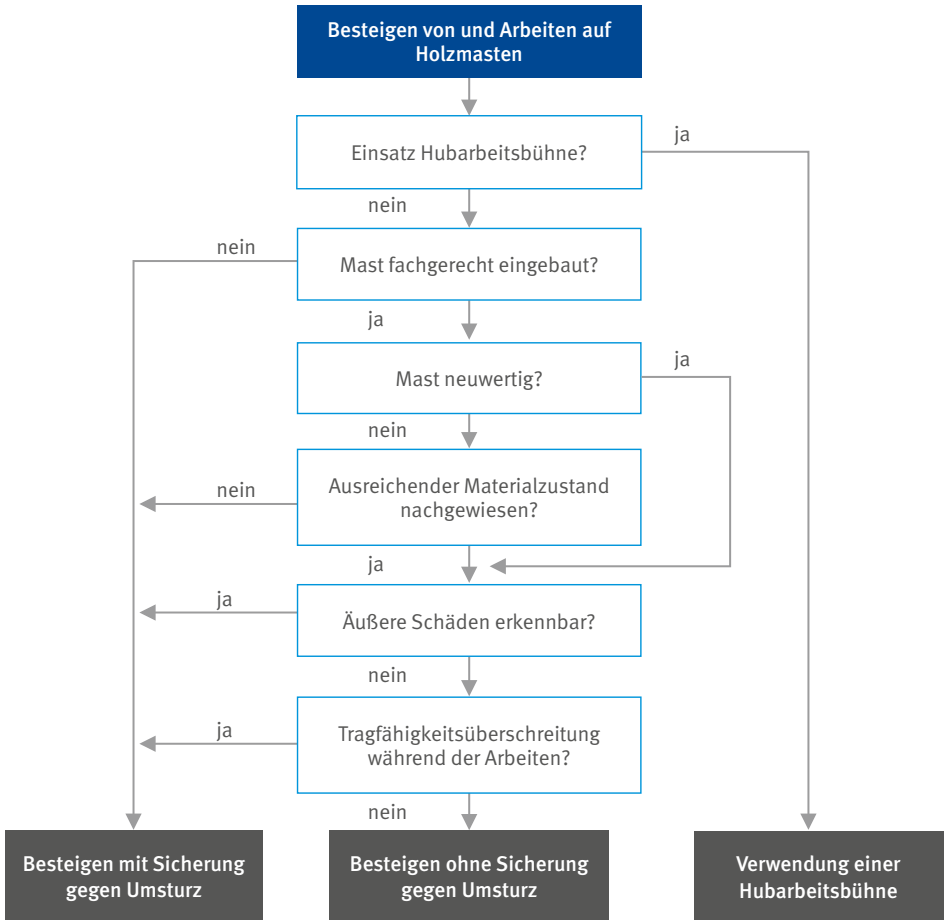 Besteigen von und Arbeiten auf
Holzmasten
Einsatz Hubarbeitsbühne?
ja
nein
nein
Mast fachgerecht eingebaut?
ja
Mast neuwertig?
ja
nein
nein
Ausreichender Materialzustand
nachgewiesen?
ja
ja
Äußere Schäden erkennbar?
nein
ja
Tragfähigkeitsüberschreitung
während der Arbeiten?
nein
Besteigen mit Sicherung
gegen Umsturz
Besteigen ohne Sicherung
gegen Umsturz
Verwendung einer
Hubarbeitsbühne